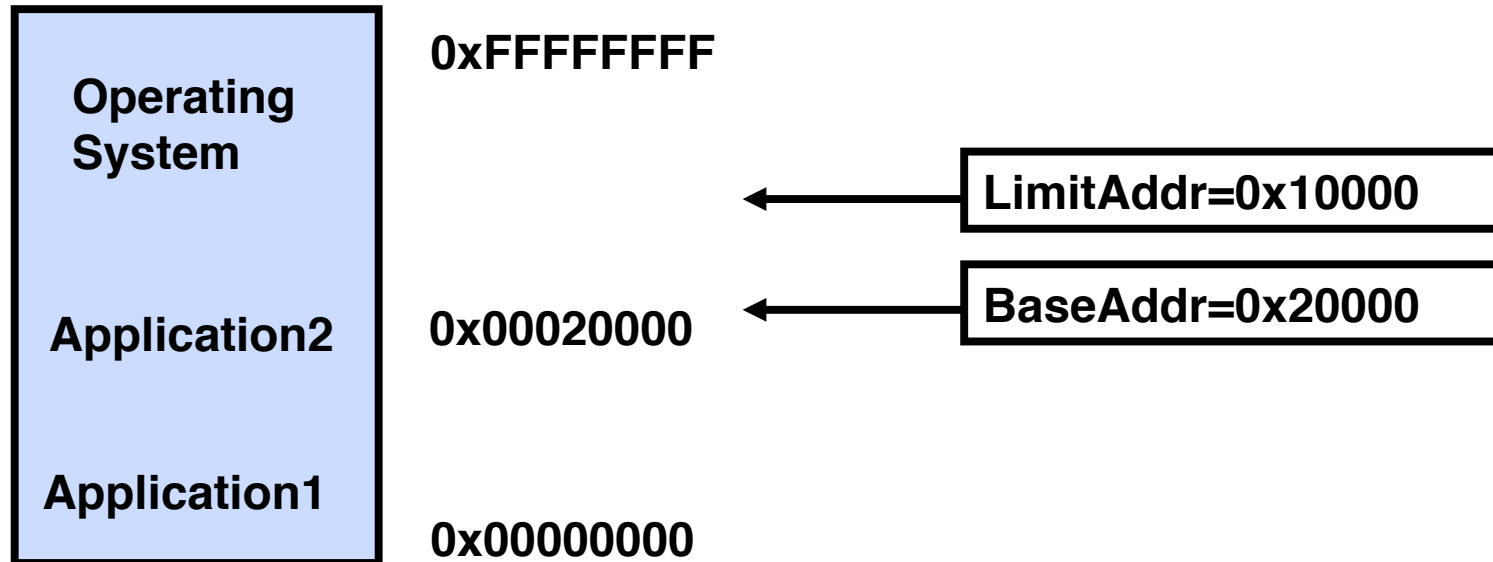 0xFFFFFFFF
Operating
System
LimitAddr=0x10000
BaseAddr=0x20000
Application2
0x00020000
Application1
0x00000000